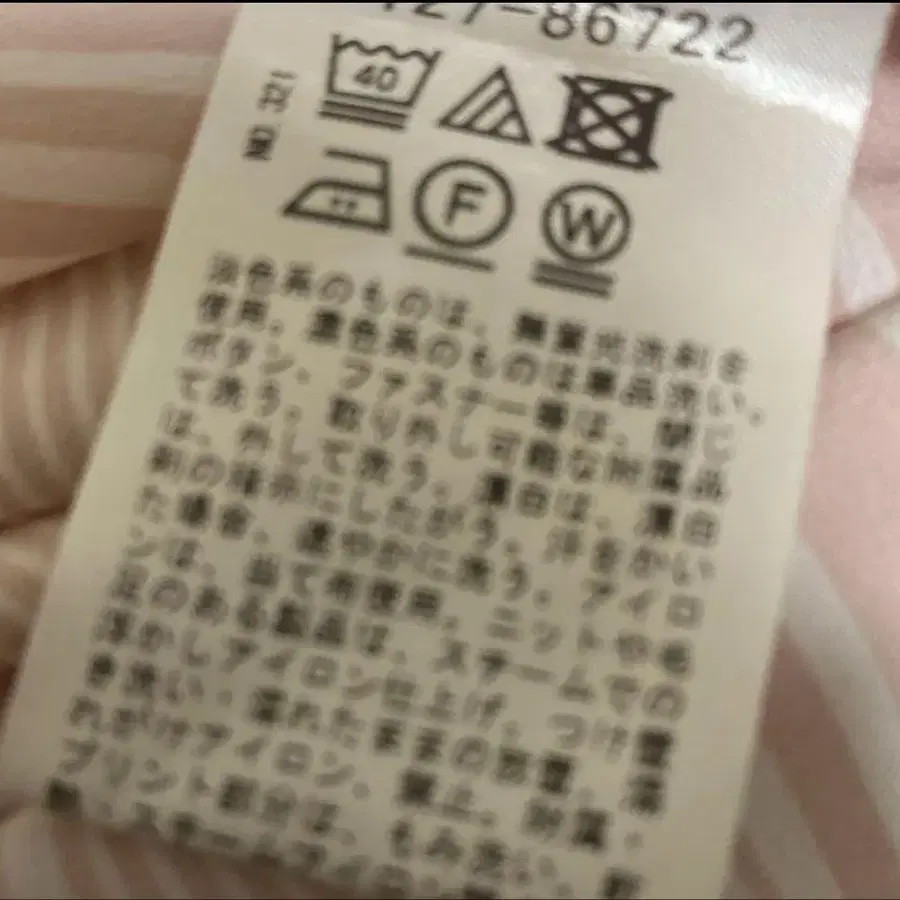 127-86722
NO.321
40
F
W
淡色系のものは、無蛍光洗剤を
使用。濃色系のものは単品洗い。
ボタン、ファスナー等は、閉じ
て洗う。取り外し可能な附属品
は、外して洗う。漂白は、漂白
剤の表示にしたがう。汗をかい
た場合、速やかに洗う。アイロ
ンは、当て布使用。ニットや毛
足のある製品は、スチームで
浮かしアイロン仕上げ。つけ置
き洗い・濡れたままの放置、
れがけアイロン、禁止。附属・
プリント部分は、もみ洗い、